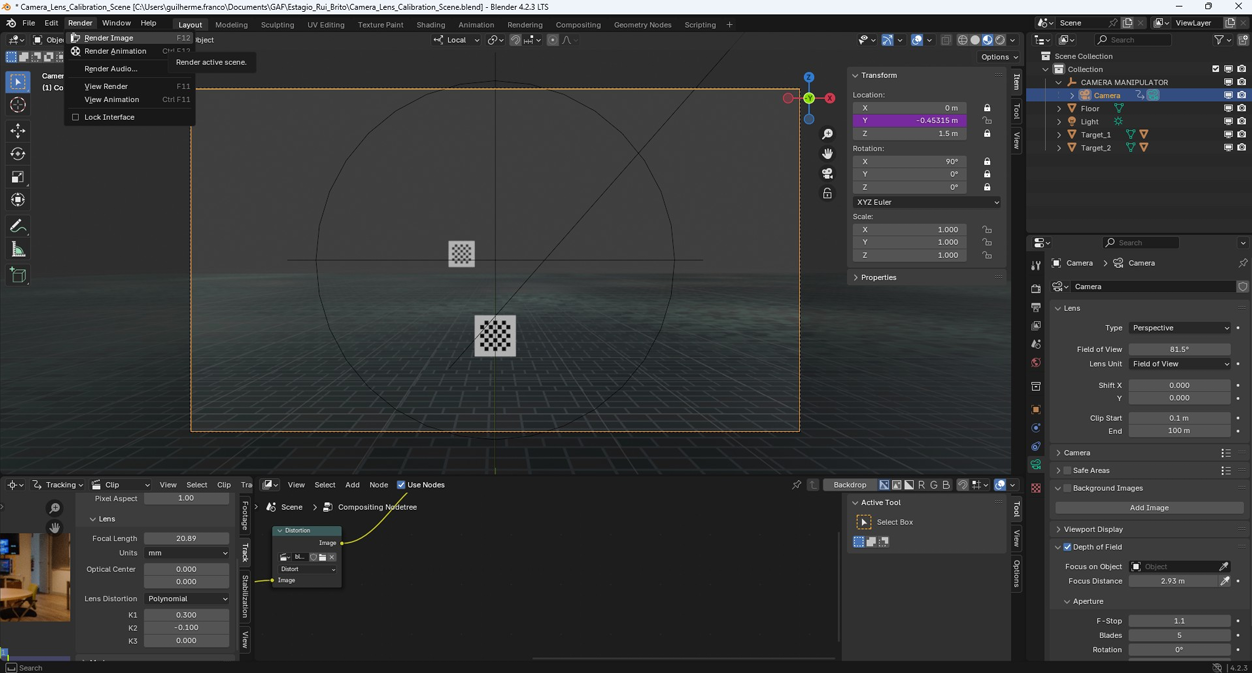 * Camera_Lens_Calibration_Scene [C:\Users\guilherme.franco\Documents\GAF\Estagio_Rui_Brito\Camera_Lens_Calibration_Scene.blend] - Blender 4.2.3 LTS
File Edit Render Window Help Layout Modeling Sculpting UV Editing Texture Paint Shading Animation Rendering Compositing Geometry Nodes Scripting + Scene ViewLayer
Render Image F12
Render Animation Ctrl F12
Render Audio...
View Render F11
View Animation Ctrl F11
Lock Interface
Render active scene.
Local
Options
Z
Y
X
Transform
Location:
X 0 m
Y -0.45315 m
Z 1.5 m
Rotation:
X 90°
Y 0°
Z 0°
XYZ Euler
Scale:
X 1.000
Y 1.000
Z 1.000
Properties
Item
Tool
View
Search
Scene Collection
Collection
CAMERA MANIPULATOR
Camera
Floor
Light
Target_1
Target_2
Search
Camera > Camera
Camera
Lens
Type Perspective
Field of View 81.5°
Lens Unit Field of View
Shift X 0.000
Y 0.000
Clip Start 0.1 m
End 100 m
Camera
Safe Areas
Background Images
Add Image
Viewport Display
Depth of Field
Focus on Object Object
Focus Distance 2.93 m
Aperture
F-Stop 1.1
Blades 5
Rotation 0°
Tracking Clip View Select Clip
Pixel Aspect 1.00
Lens
Focal Length 20.89
Units mm
Optical Center 0.000
0.000
Lens Distortion Polynomial
K1 0.300
K2 -0.100
K3 0.000
Footage
Track
Stabilization
View
View Select Add Node Use Nodes Backdrop R G B
Scene > Compositing Nodetree
Distortion
Image
bl...
Distort
Image
Active Tool
Select Box
Tool
View
Options
Search
4.2.3